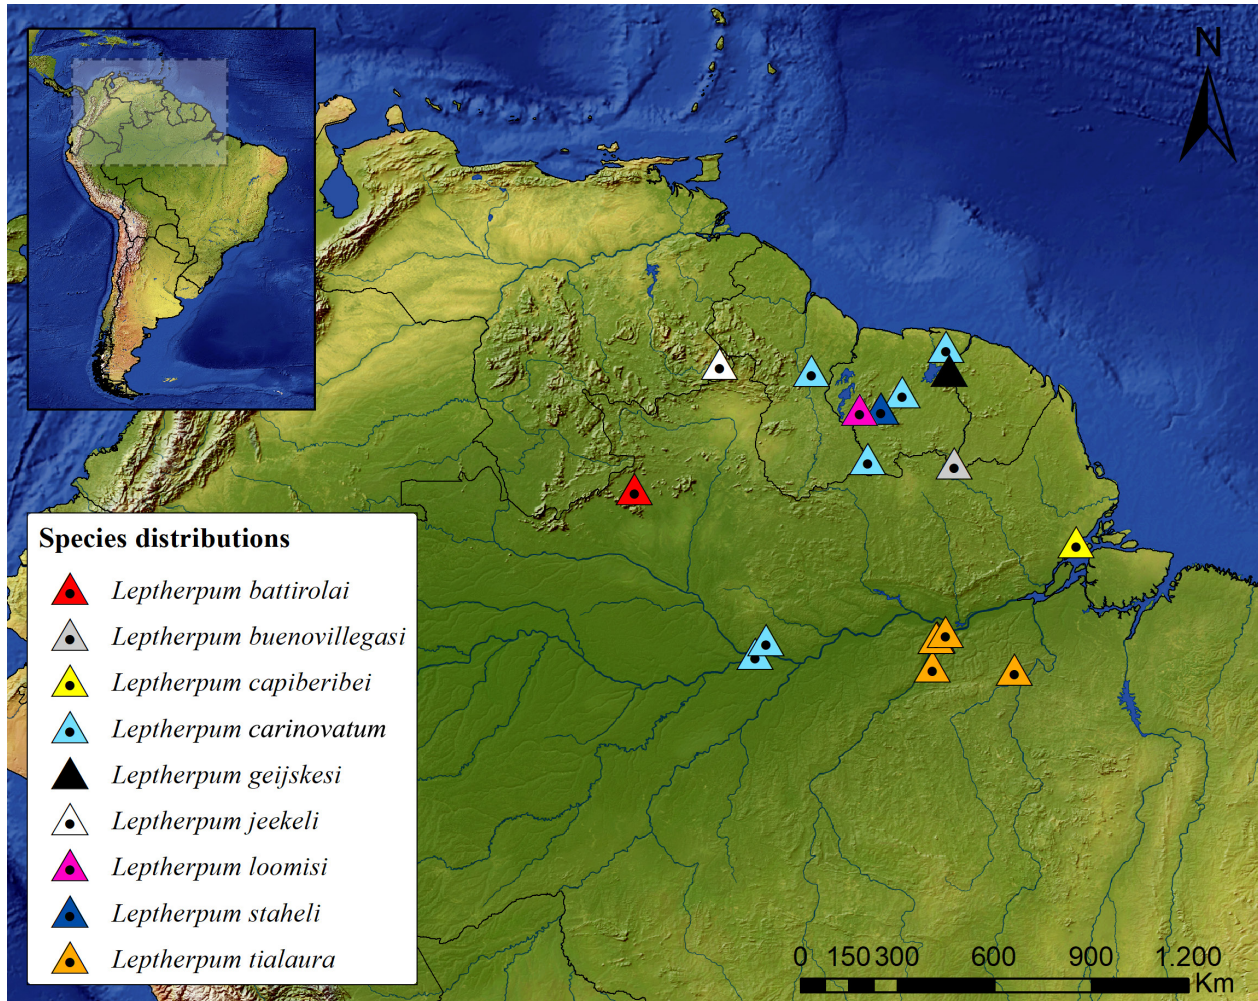 N
Species distributions
Leptherpum battirolai
Leptherpum buenovillegasi
Leptherpum capiberibei
Leptherpum carinovatum
Leptherpum geijskesi
Leptherpum jeekeli
Leptherpum loomisi
Leptherpum staheli
Leptherpum tialaura
0 150 300 600 900 1.200
Km